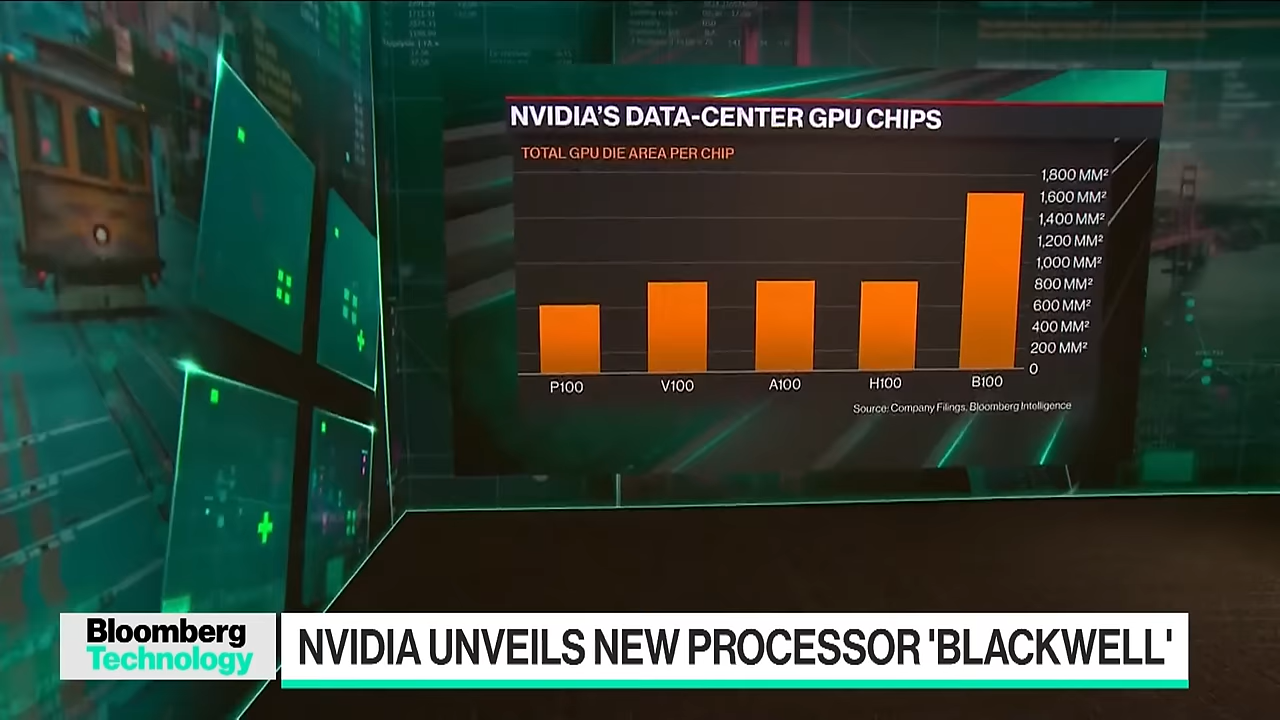 NVIDIA'S DATA-CENTER GPU CHIPS
TOTAL GPU DIE AREA PER CHIP
1,800 MM²
1,600 MM²
1,400 MM²
1,200 MM²
1,000 MM²
800 MM²
600 MM²
400 MM²
200 MM²
0
P100 V100 A100 H100 B100
Source: Company Filings, Bloomberg Intelligence
Bloomberg
Technology
NVIDIA UNVEILS NEW PROCESSOR 'BLACKWELL'